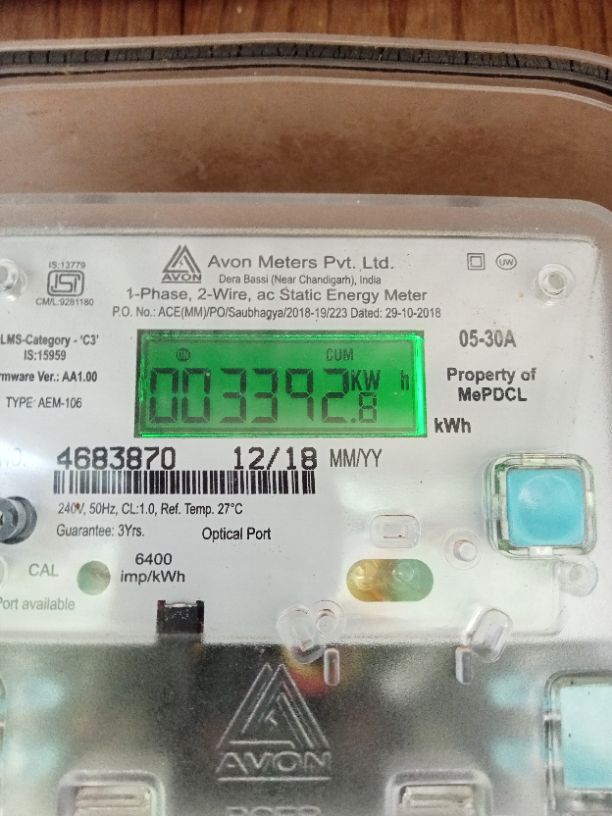 IS:13779
ISI
CM/L:9281180
AVON
Avon Meters Pvt. Ltd.
Dera Bassi (Near Chandigarh), India
UW
1-Phase, 2-Wire, ac Static Energy Meter
P.O. No.: ACE(MM)/PO/Saubhagya/2018-19/223 Dated: 29-10-2018
LMS-Category - 'C3'
IS:15959
rmware Ver.: AA1.00
TYPE: AEM-106
CUM
003392.8 KW h
kWh
05-30A
Property of
MePDCL
4683870 12/18 MM/YY
240V, 50Hz, CL:1.0, Ref. Temp. 27°C
Guarantee: 3Yrs. Optical Port
CAL
6400
imp/kWh
Port available
AVON